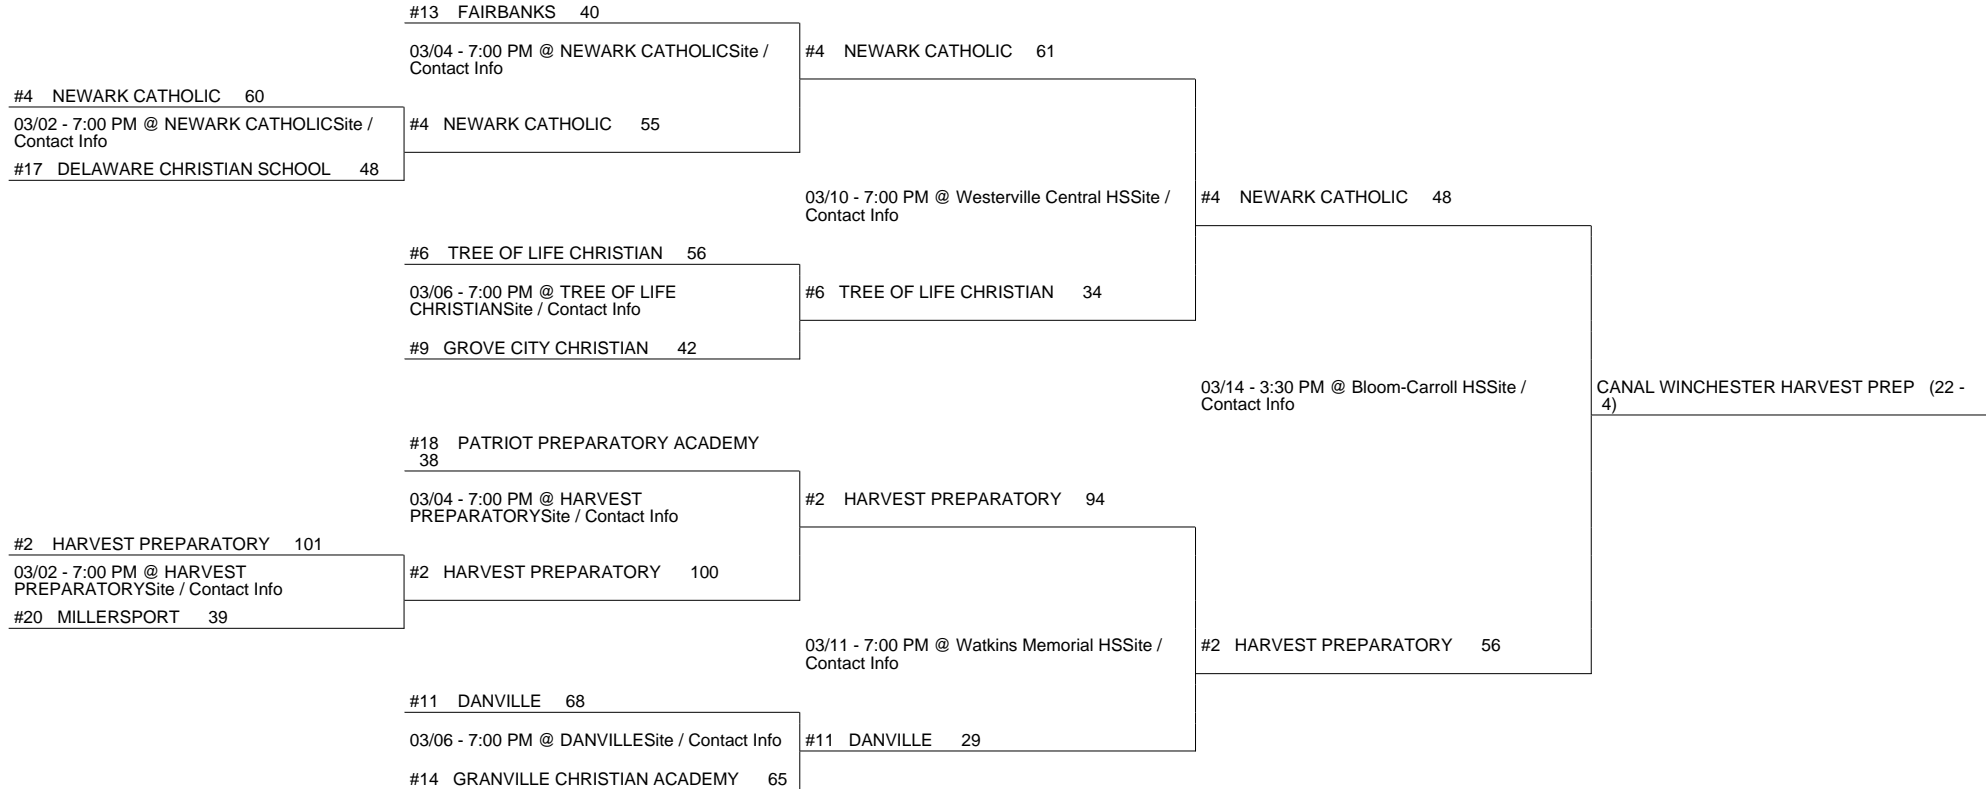 #13 FAIRBANKS 40
03/04 - 7:00 PM @ NEWARK CATHOLICSite /
Contact Info
#4 NEWARK CATHOLIC 61
#4 NEWARK CATHOLIC 60
03/02 - 7:00 PM @ NEWARK CATHOLICSite /
Contact Info
#4 NEWARK CATHOLIC 55
#17 DELAWARE CHRISTIAN SCHOOL 48
03/10 - 7:00 PM @ Westerville Central HSSite /
Contact Info
#4 NEWARK CATHOLIC 48
#6 TREE OF LIFE CHRISTIAN 56
03/06 - 7:00 PM @ TREE OF LIFE
CHRISTIANSite / Contact Info
#6 TREE OF LIFE CHRISTIAN 34
#9 GROVE CITY CHRISTIAN 42
03/14 - 3:30 PM @ Bloom-Carroll HSSite /
Contact Info
CANAL WINCHESTER HARVEST PREP (22 -
4)
#18 PATRIOT PREPARATORY ACADEMY
38
03/04 - 7:00 PM @ HARVEST
PREPARATORYSite / Contact Info
#2 HARVEST PREPARATORY 94
#2 HARVEST PREPARATORY 101
03/02 - 7:00 PM @ HARVEST
PREPARATORYSite / Contact Info
#2 HARVEST PREPARATORY 100
#20 MILLERSPORT 39
03/11 - 7:00 PM @ Watkins Memorial HSSite /
Contact Info
#2 HARVEST PREPARATORY 56
#11 DANVILLE 68
03/06 - 7:00 PM @ DANVILLESite / Contact Info
#11 DANVILLE 29
#14 GRANVILLE CHRISTIAN ACADEMY 65